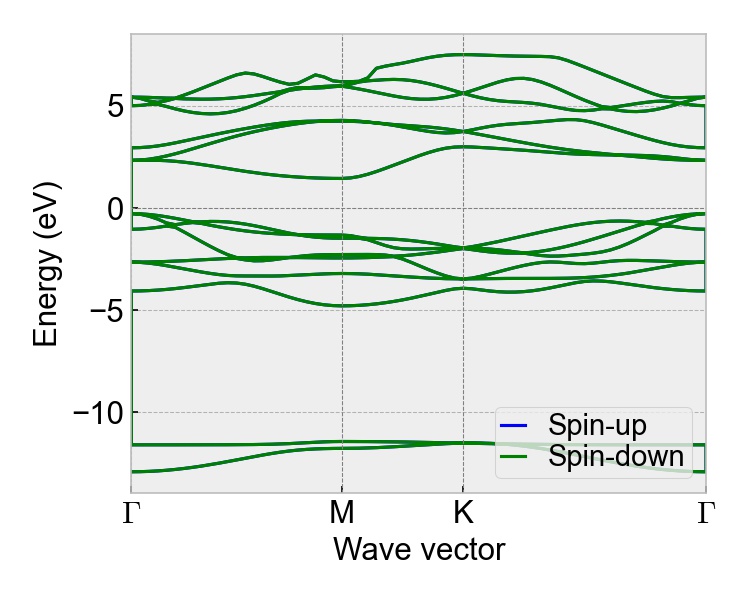 Energy (eV)
5
0
−5
−10
Spin-up
Spin-down
Γ M K Γ
Wave vector